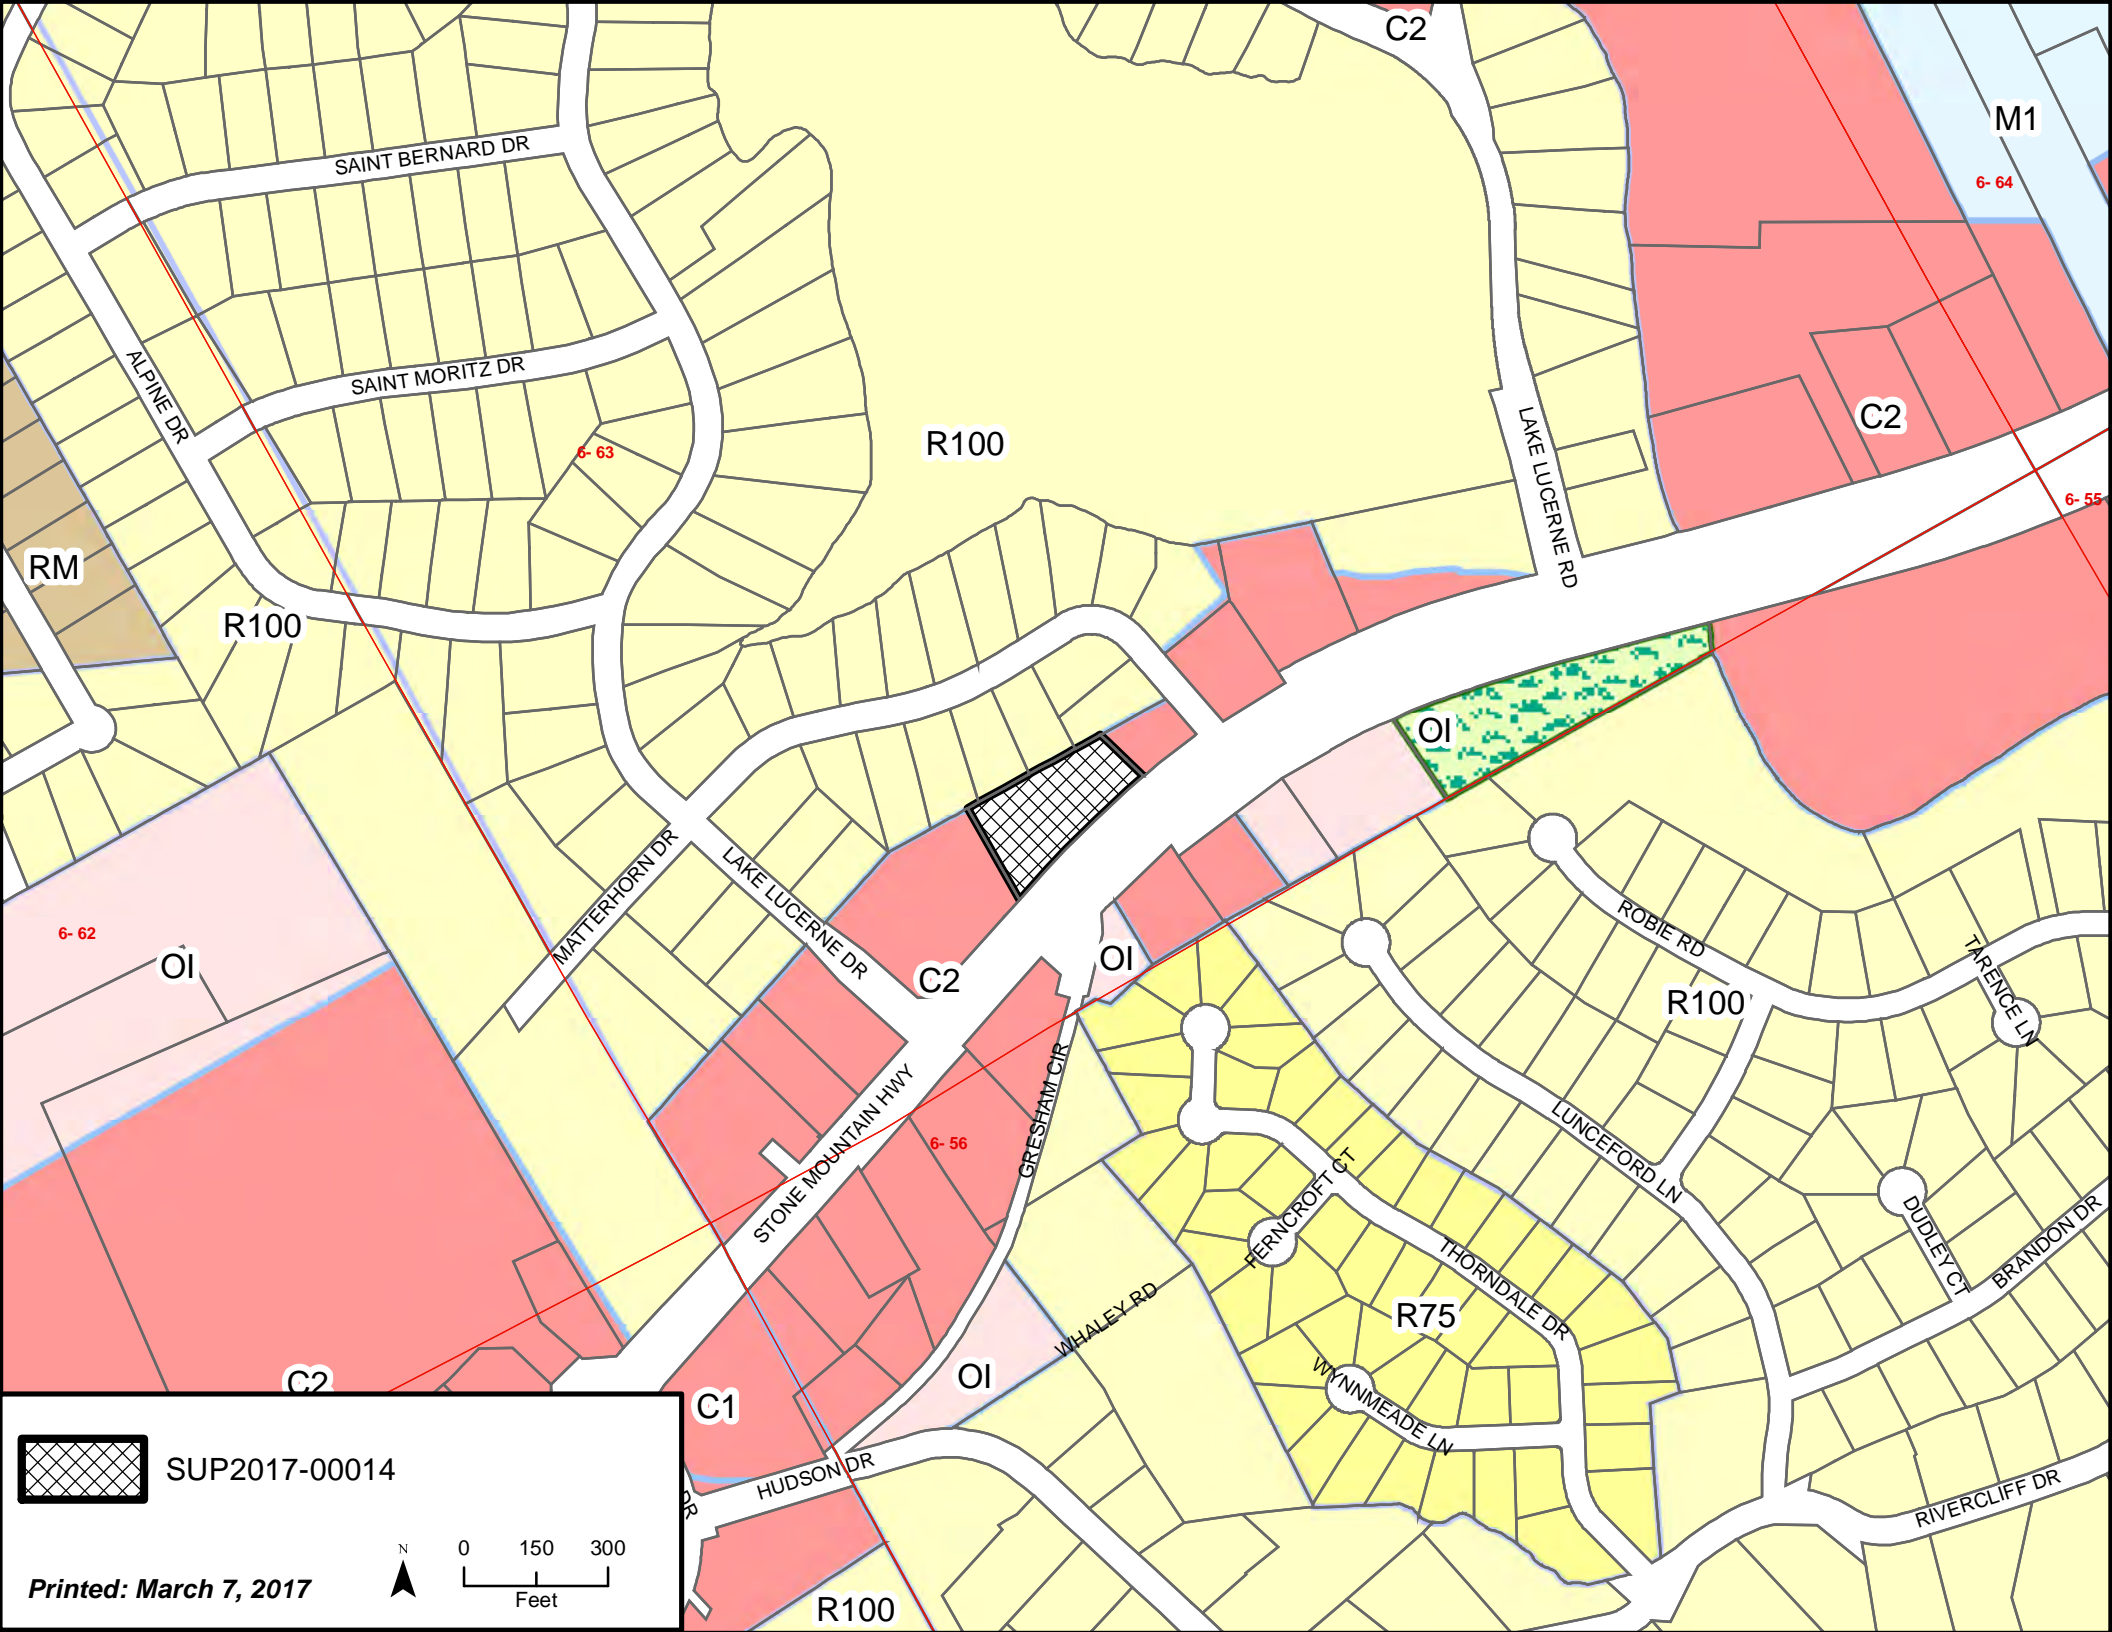 C2
M1
SAINT BERNARD DR
6- 64
ALPINE DR
SAINT MORITZ DR
C2
LAKE LUCERNE RD
R100
6- 63
6- 55
RM
R100
OI
MATTERHORN DR
LAKE LUCERNE DR
ROBIE RD
6- 62
OI
TARENCE LN
OI
C2
R100
GRESHAM CIR
STONE MOUNTAIN HWY
6- 56
LUNCEFORD LN
FERNCROFT CT
DUDLEY CT
BRANDON DR
THORNDALE DR
WHALEY RD
R75
OI
WYNNMEADE LN
C2
C1
HUDSON DR
DR
RIVERCLIFF DR
R100
SUP2017-00014
N
0 150 300
Feet
Printed: March 7, 2017